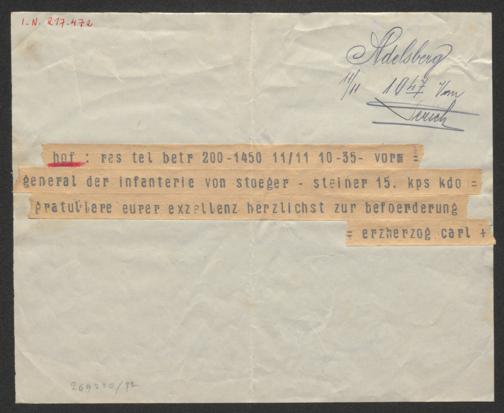 I.N. 217.472
Adelsberg
11/11 10 47 Vm
hof : res tel betr 200-1450 11/11 10-35- vorm =
general der infanterie von stoeger - steiner 15. kps kdo =
gratuliare eurer exzellenz herzlichst zur befoerderung
= erzherzog carl +